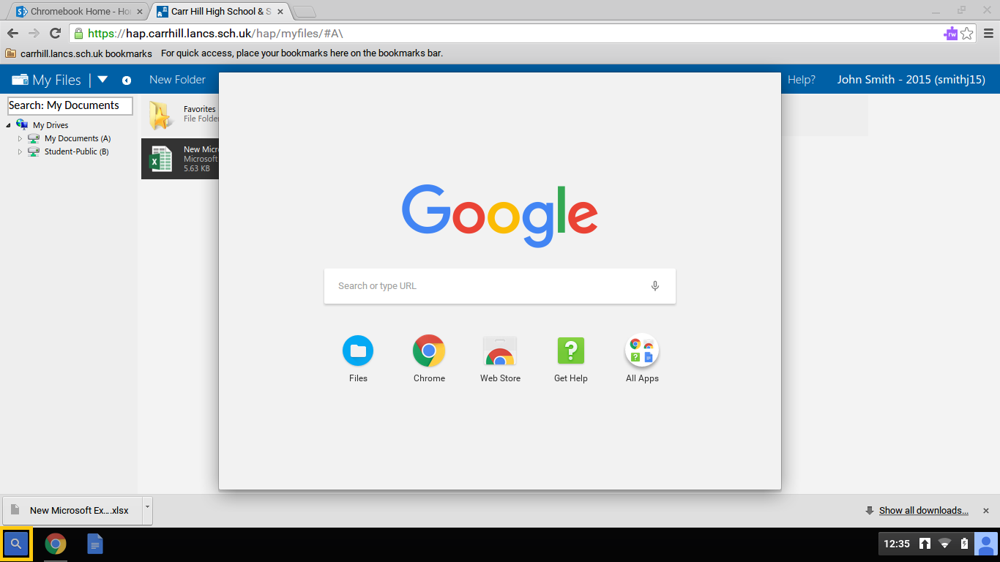 Chromebook Home - Ho
Carr Hill High School & S
https://hap.carrhill.lancs.sch.uk/hap/myfiles/#A\
rw
carrhill.lancs.sch.uk bookmarks For quick access, place your bookmarks here on the bookmarks bar.
My Files New Folder Help? John Smith - 2015 (smithj15)
Search: My Documents
My Drives
My Documents (A)
Student-Public (B)
Favorites
File Folder
New Micr
Microsoft
5.63 KB
Google
Search or type URL
Files Chrome Web Store Get Help All Apps
New Microsoft Ex....xlsx Show all downloads...
12:35